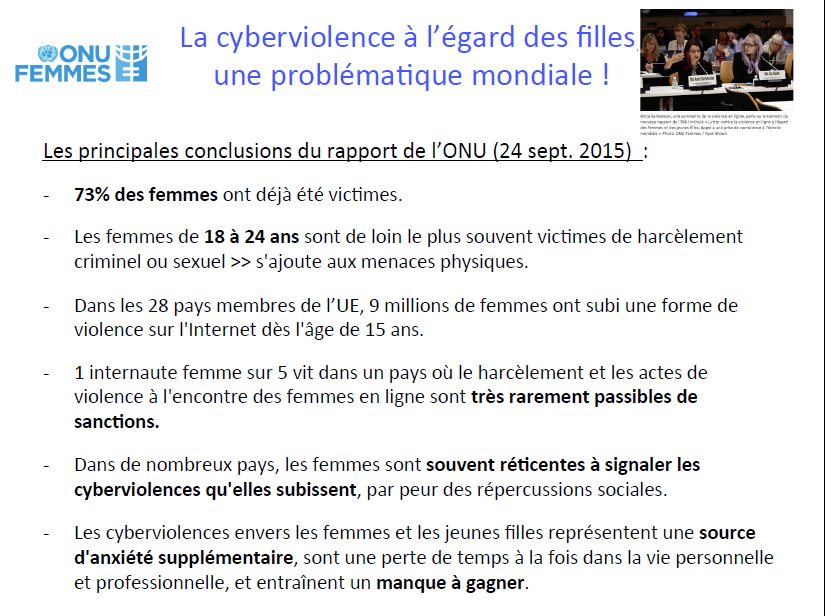 ONU
FEMMES
La cyberviolence à l’égard des filles,
une problématique mondiale !
Anita Sarkeesian, une survivante de la violence en ligne, parle au lancement du
nouveau rapport de l'ONU intitulé « Lutter contre la violence en ligne à l'égard
des femmes et des jeunes filles: Appel à une prise de conscience à l'échelle
mondiale ». Photo: ONU Femmes / Ryan Brown
Les principales conclusions du rapport de l’ONU (24 sept. 2015) :
- 73% des femmes ont déjà été victimes.
- Les femmes de 18 à 24 ans sont de loin le plus souvent victimes de harcèlement
criminel ou sexuel >> s'ajoute aux menaces physiques.
- Dans les 28 pays membres de l’UE, 9 millions de femmes ont subi une forme de
violence sur l'Internet dès l'âge de 15 ans.
- 1 internaute femme sur 5 vit dans un pays où le harcèlement et les actes de
violence à l'encontre des femmes en ligne sont très rarement passibles de
sanctions.
- Dans de nombreux pays, les femmes sont souvent réticentes à signaler les
cyberviolences qu'elles subissent, par peur des répercussions sociales.
- Les cyberviolences envers les femmes et les jeunes filles représentent une source
d'anxiété supplémentaire, sont une perte de temps à la fois dans la vie personnelle
et professionnelle, et entraînent un manque à gagner.